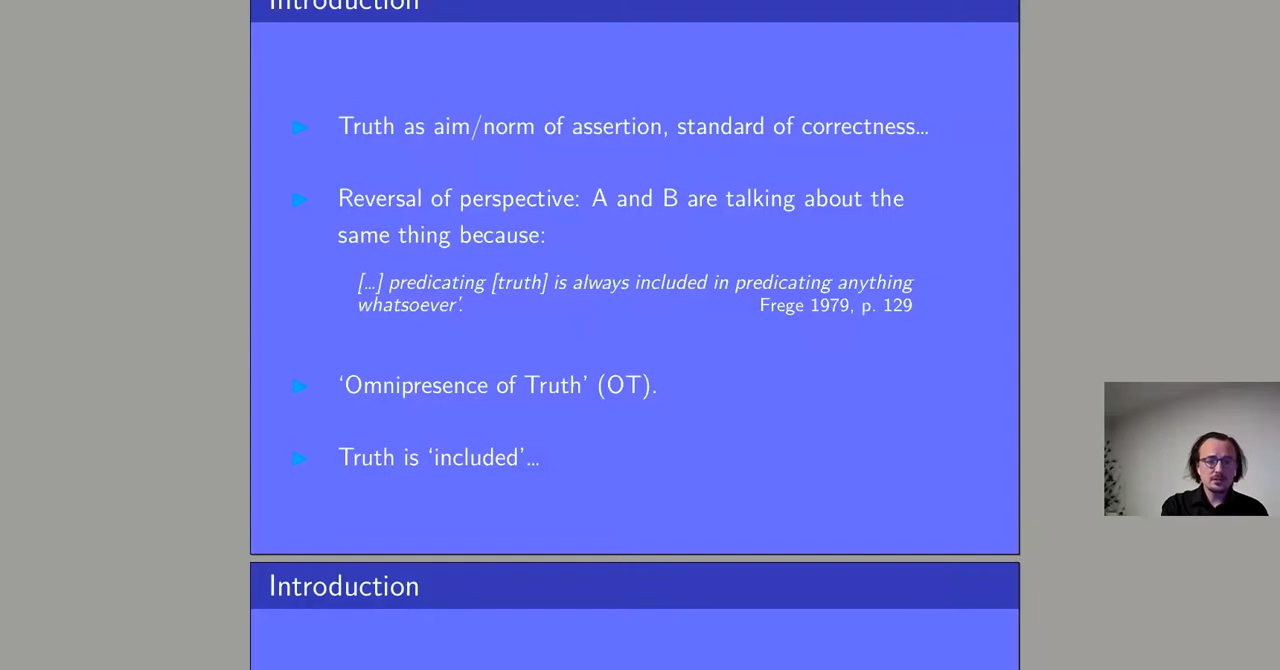 Introduction
Truth as aim/norm of assertion, standard of correctness...
Reversal of perspective: A and B are talking about the
same thing because:
[...] predicating [truth] is always included in predicating anything
whatsoever'. Frege 1979, p. 129
‘Omnipresence of Truth’ (OT).
Truth is ‘included’...
Introduction